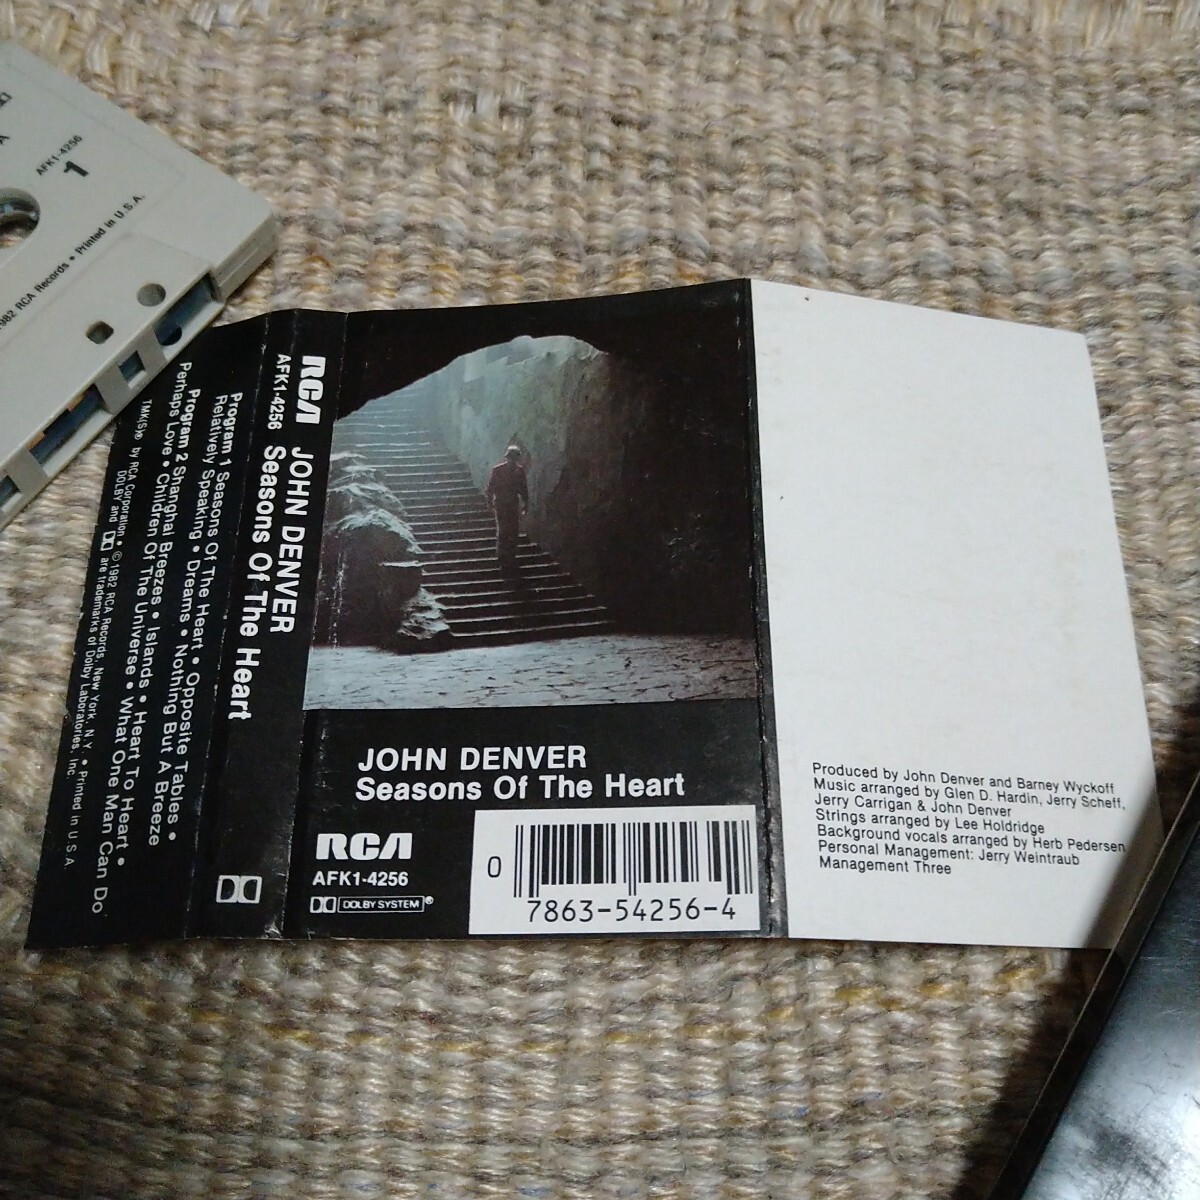 AFK1-4256
1
1982 RCA Records • Printed in U.S.A.
RCA JOHN DENVER
AFK1-4256 Seasons Of The Heart
Program 1 Seasons Of The Heart • Opposite Tables •
Relatively Speaking • Dreams • Nothing But A Breeze
Program 2 Shanghai Breezes • Islands • Heart To Heart •
Perhaps Love • Children Of The Universe • What One Man Can Do
TMK(S)® by RCA Corporation • © 1982 RCA Records, New York, N.Y. • Printed in U.S.A.
DOLBY and are trademarks of Dolby Laboratories, Inc.
JOHN DENVER
Seasons Of The Heart
RCA
AFK1-4256
DOLBY SYSTEM®
0
7863-54256-4
Produced by John Denver and Barney Wyckoff
Music arranged by Glen D. Hardin, Jerry Scheff,
Jerry Carrigan & John Denver
Strings arranged by Lee Holdridge
Background vocals arranged by Herb Pedersen
Personal Management: Jerry Weintraub
Management Three